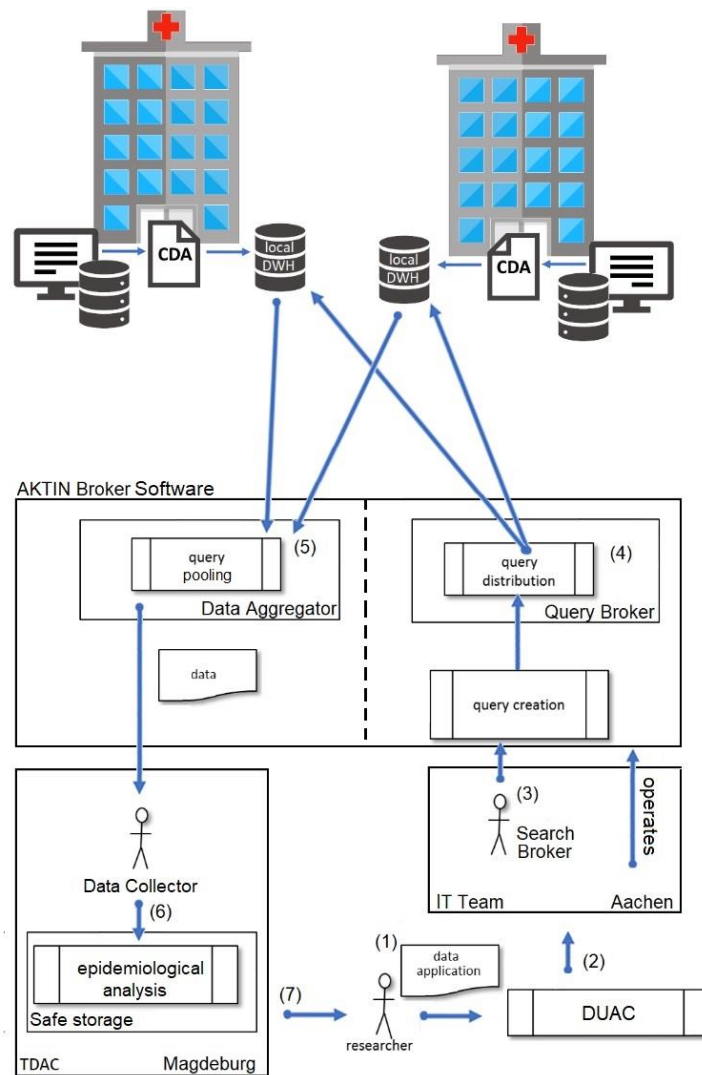 CDA
local
DWH
local
DWH
CDA
AKTIN Broker Software
query
pooling
(5)
Data Aggregator
data
query
distribution
(4)
Query Broker
query creation
(3)
Search
Broker
operates
IT Team
Aachen
Data Collector
(6)
epidemiological
analysis
Safe storage
TDAC
Magdeburg
(7)
(1)
data
application
researcher
(2)
DUAC